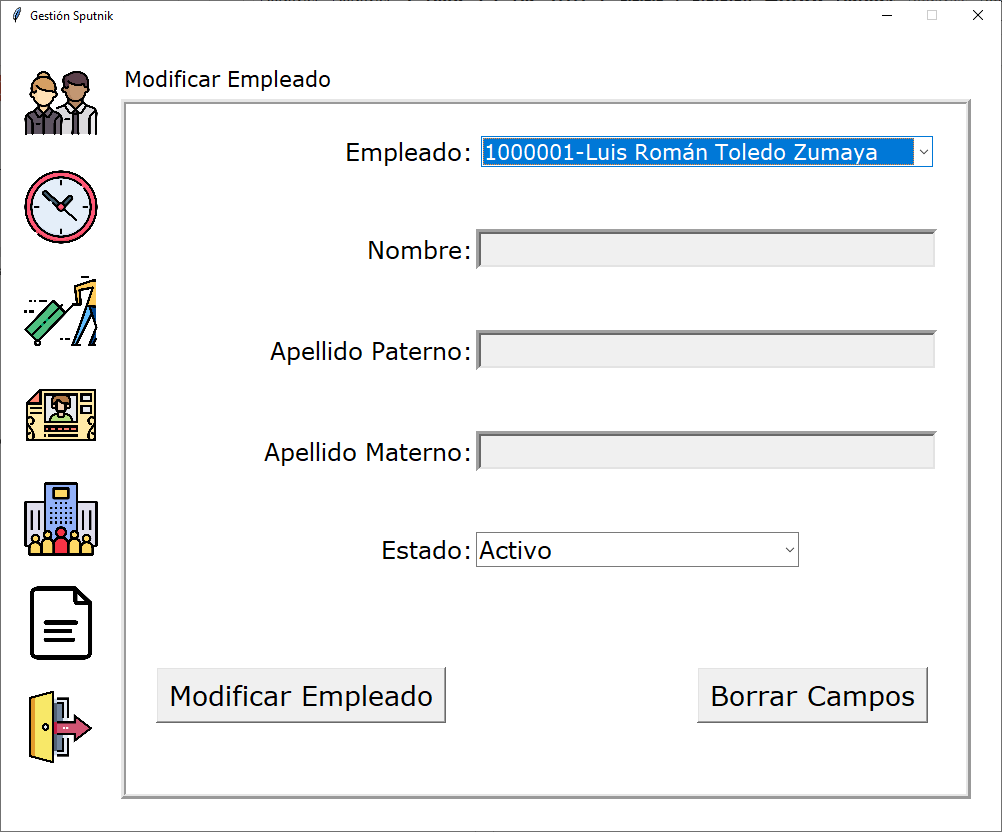 Gestión Sputnik
Modificar Empleado
Empleado: 1000001-Luis Román Toledo Zumaya
Nombre:
Apellido Paterno:
Apellido Materno:
Estado: Activo
Modificar Empleado Borrar Campos